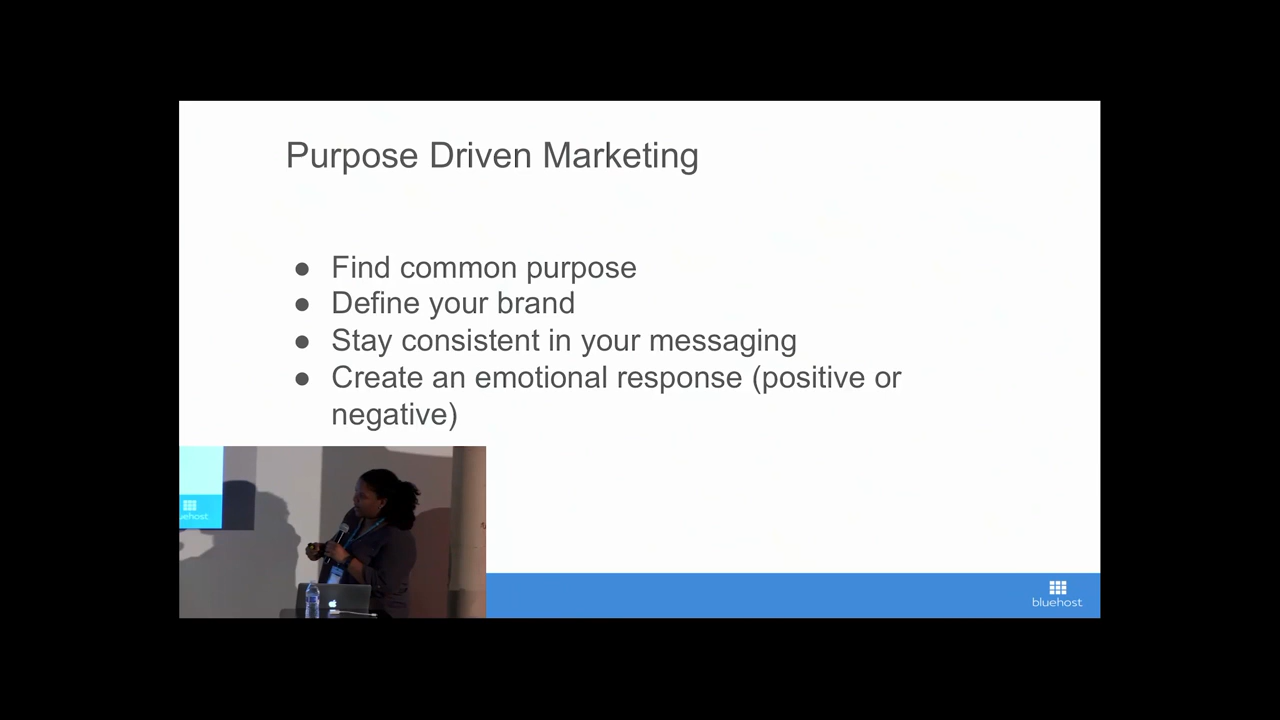 Purpose Driven Marketing
● Find common purpose
● Define your brand
● Stay consistent in your messaging
● Create an emotional response (positive or
negative)
uehost
bluehost